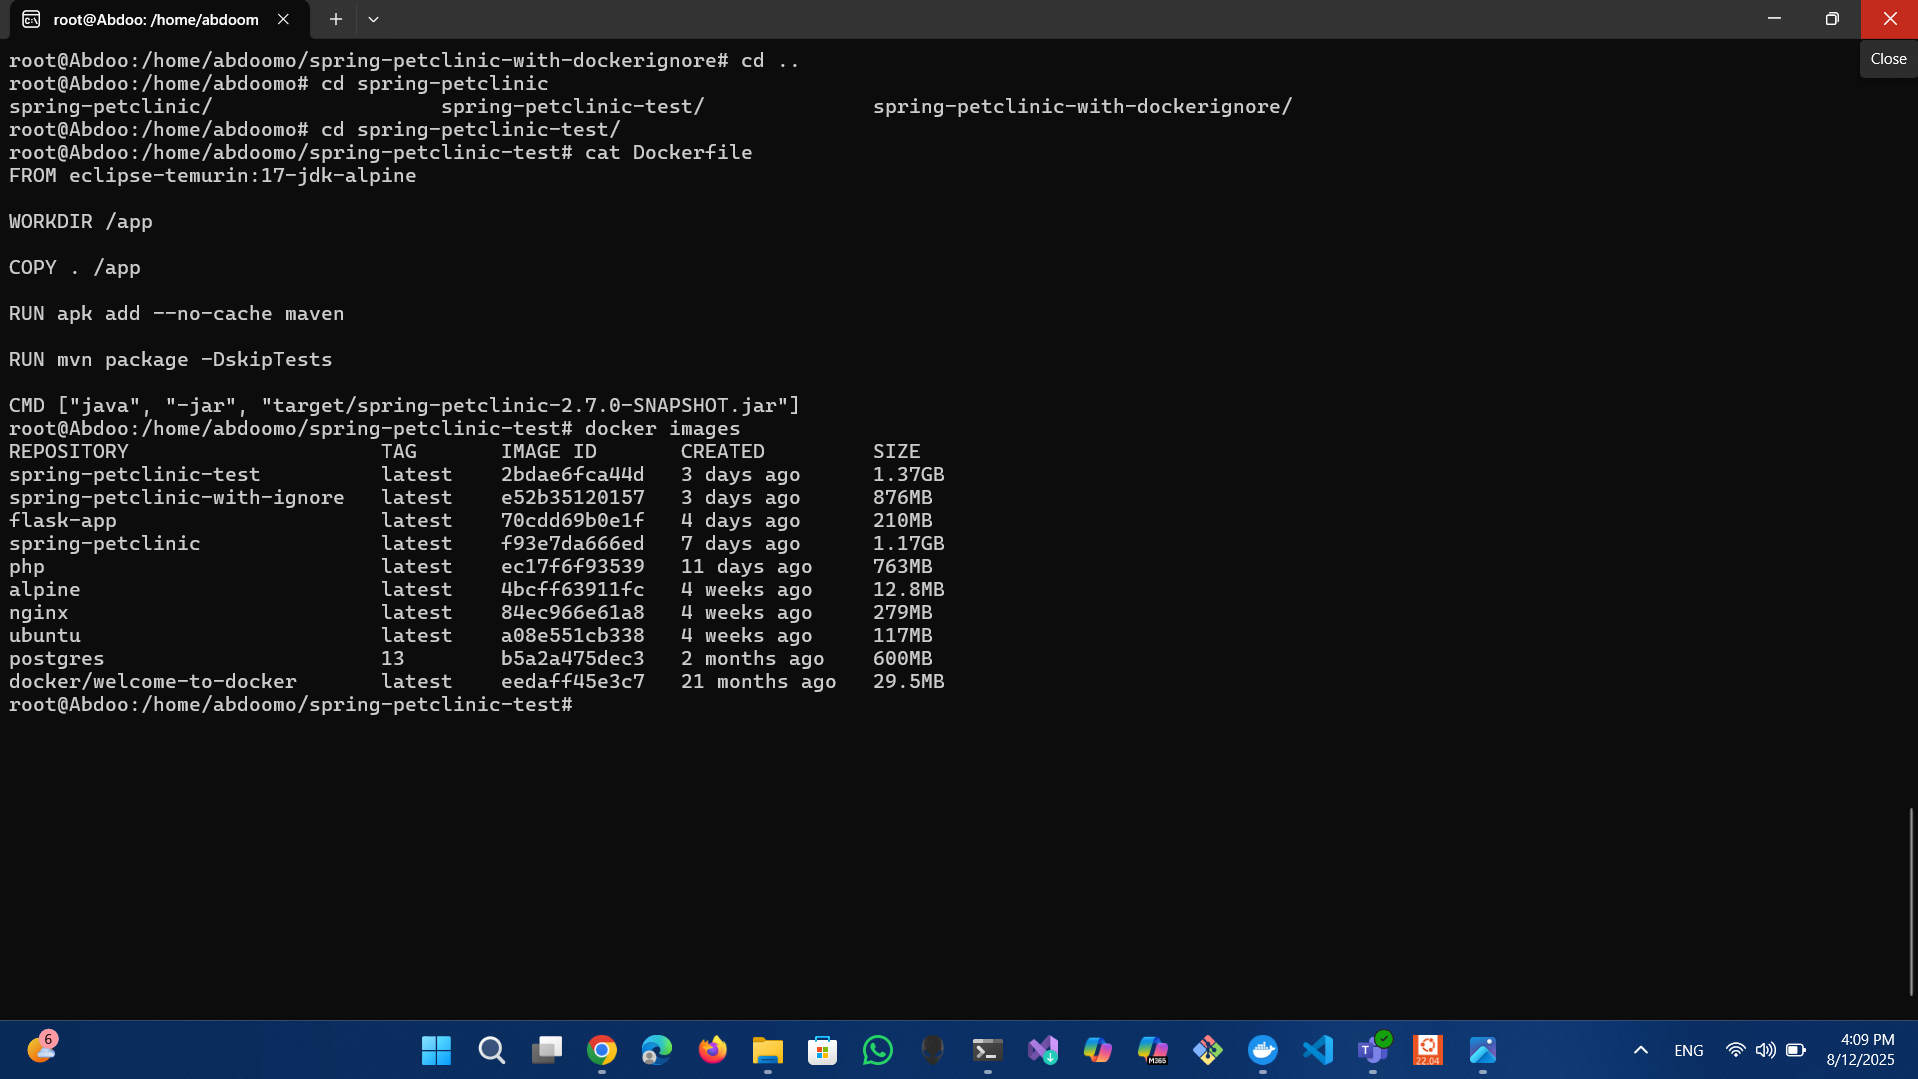 root@Abdoo: /home/abdoom
Close
root@Abdoo:/home/abdoomo/spring-petclinic-with-dockerignore# cd ..
root@Abdoo:/home/abdoomo# cd spring-petclinic
spring-petclinic/                   spring-petclinic-test/              spring-petclinic-with-dockerignore/
root@Abdoo:/home/abdoomo# cd spring-petclinic-test/
root@Abdoo:/home/abdoomo/spring-petclinic-test# cat Dockerfile
FROM eclipse-temurin:17-jdk-alpine
WORKDIR /app
COPY . /app
RUN apk add --no-cache maven
RUN mvn package -DskipTests
CMD ["java", "-jar", "target/spring-petclinic-2.7.0-SNAPSHOT.jar"]
root@Abdoo:/home/abdoomo/spring-petclinic-test# docker images
REPOSITORY                     TAG       IMAGE ID       CREATED         SIZE
spring-petclinic-test          latest    2bdae6fca44d   3 days ago      1.37GB
spring-petclinic-with-ignore   latest    e52b35120157   3 days ago      876MB
flask-app                      latest    70cdd69b0e1f   4 days ago      210MB
spring-petclinic               latest    f93e7da666ed   7 days ago      1.17GB
php                            latest    ec17f6f93539   11 days ago     763MB
alpine                         latest    4bcff63911fc   4 weeks ago     12.8MB
nginx                          latest    84ec966e61a8   4 weeks ago     279MB
ubuntu                         latest    a08e551cb338   4 weeks ago     117MB
postgres                       13        b5a2a475dec3   2 months ago    600MB
docker/welcome-to-docker       latest    eedaff45e3c7   21 months ago   29.5MB
root@Abdoo:/home/abdoomo/spring-petclinic-test#
6
M365
T
22.04
ENG
4:09 PM
8/12/2025